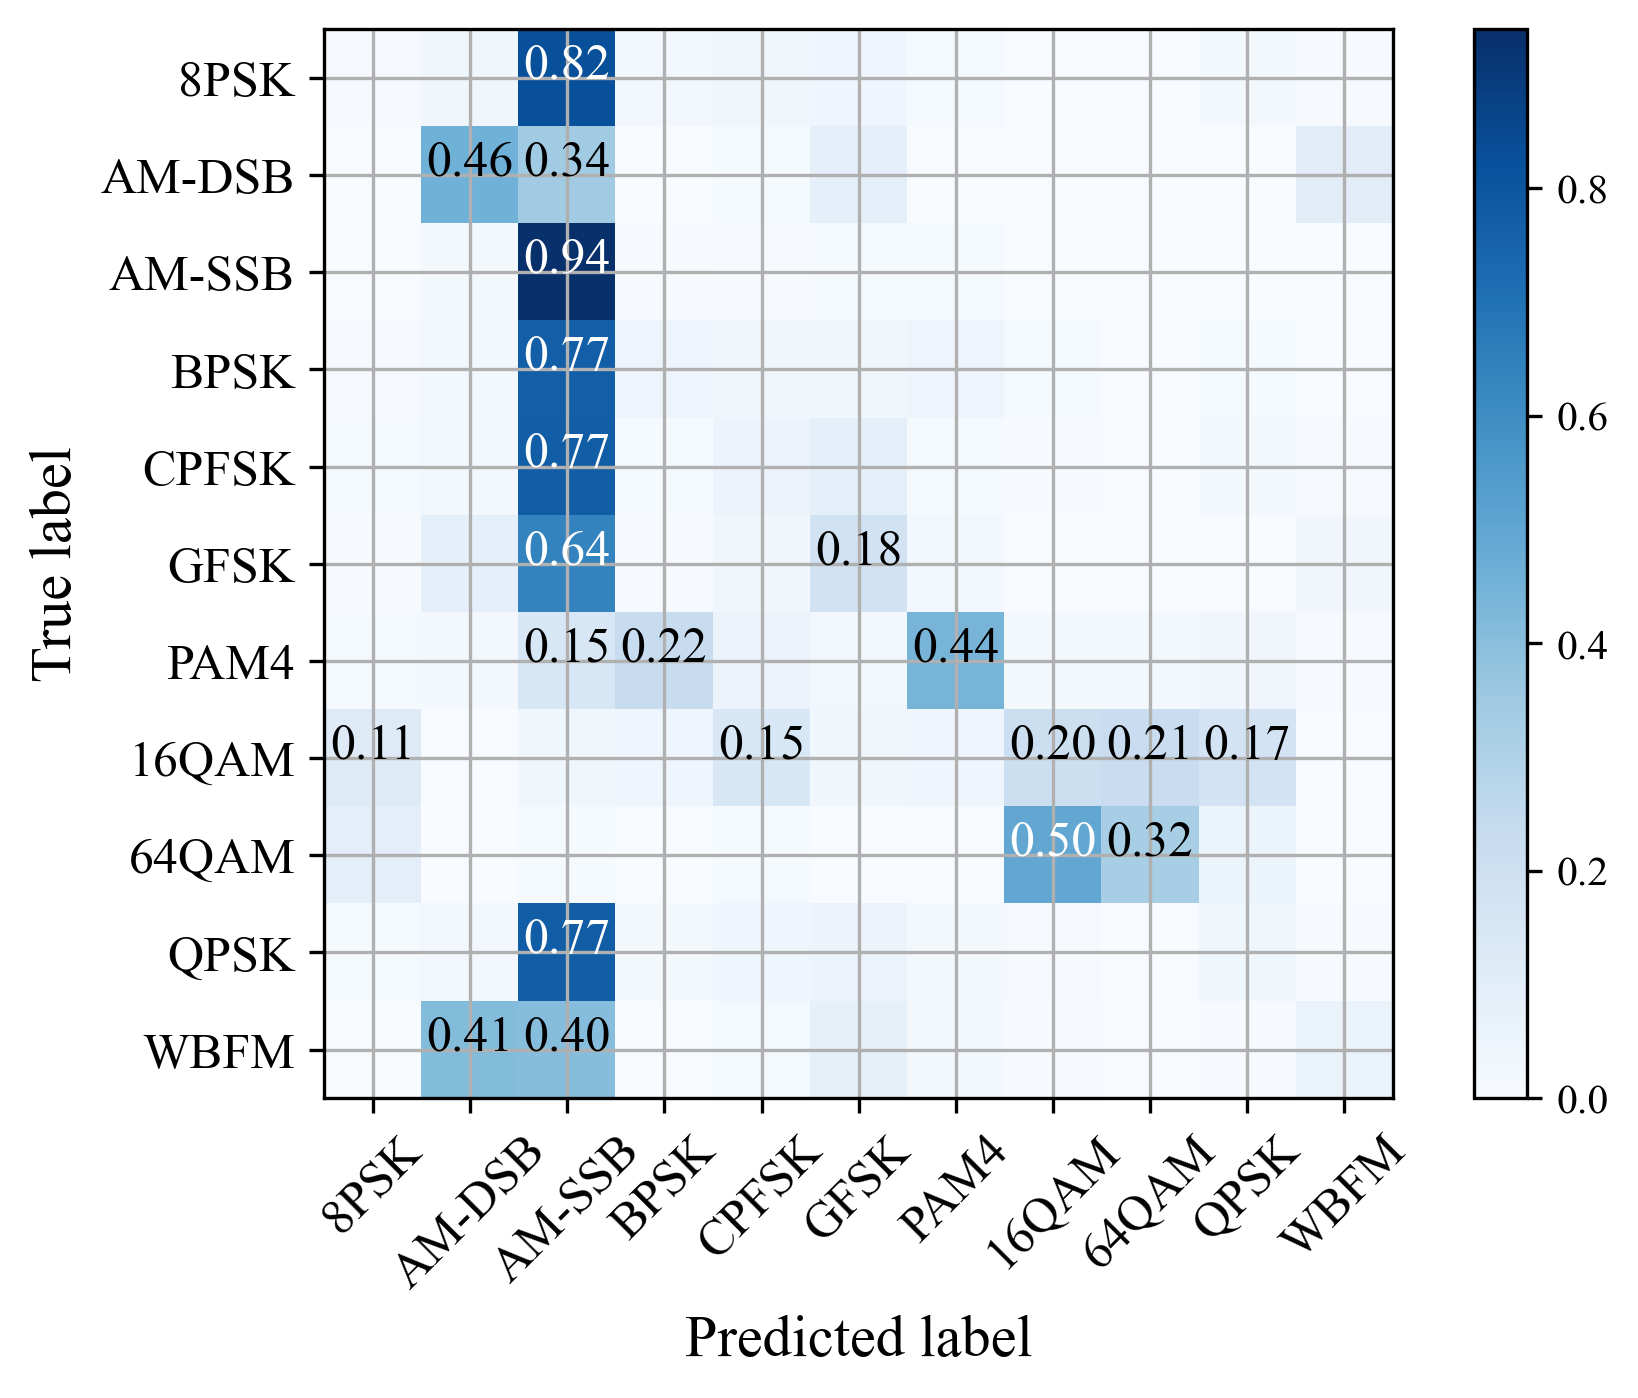 8PSK
0.82
AM-DSB
0.46 0.34
AM-SSB
0.94
BPSK
0.77
CPFSK
0.77
GFSK
0.64 0.18
PAM4
0.15 0.22 0.44
16QAM
0.11 0.15 0.20 0.21 0.17
64QAM
0.50 0.32
QPSK
0.77
WBFM
0.41 0.40
True label
8PSK
AM-DSB
AM-SSB
BPSK
CPFSK
GFSK
PAM4
16QAM
64QAM
QPSK
WBFM
Predicted label
0.8
0.6
0.4
0.2
0.0